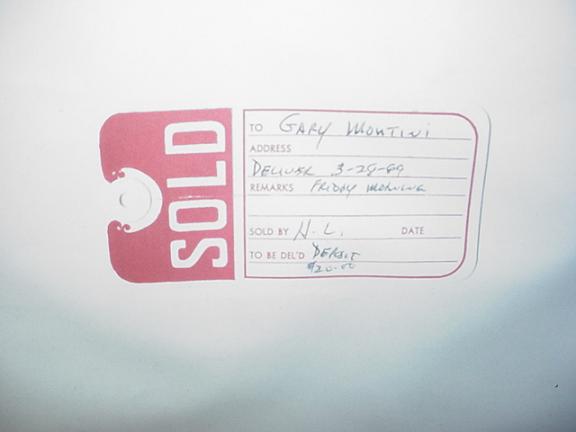 SOLD
TO Gary Montini
ADDRESS
Deliver 3-28-69
REMARKS Friday morning
SOLD BY H. L. DATE
TO BE DEL'D Deposit
$20.00